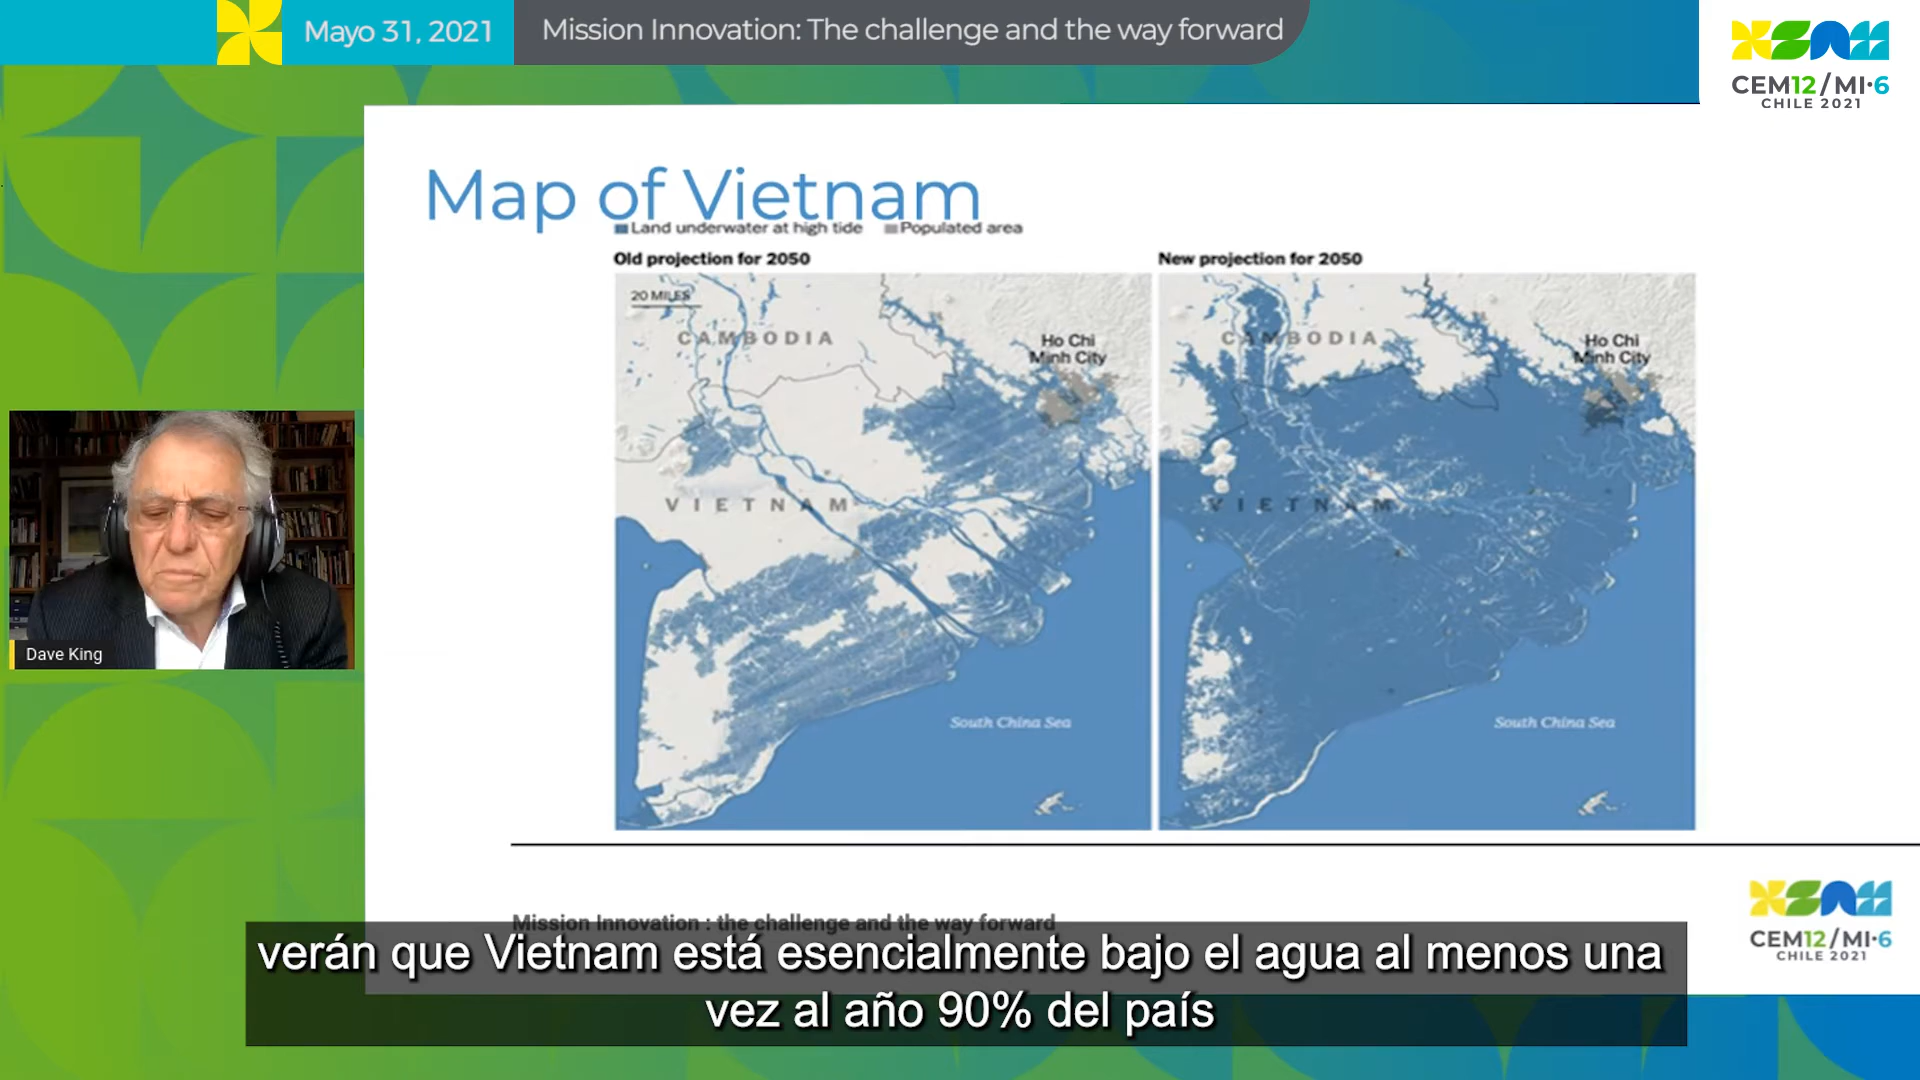 Mayo 31, 2021
Mission Innovation: The challenge and the way forward
CEM12/MI·6
CHILE 2021
Map of Vietnam
Land underwater at high tide
Populated area
Old projection for 2050
New projection for 2050
20 MILES
CAMBODIA
Ho Chi
Minh City
VIETNAM
South China Sea
CAMBODIA
Ho Chi
Minh City
VIETNAM
South China Sea
Dave King
Mission Innovation : the challenge and the way forward
CEM12/MI·6
CHILE 2021
verán que Vietnam está esencialmente bajo el agua al menos una
vez al año 90% del país